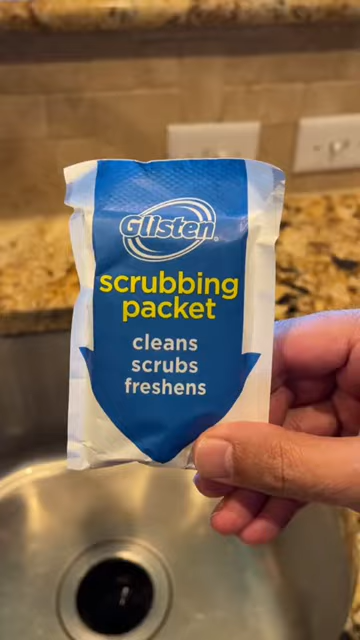 Glisten
scrubbing
packet
cleans
scrubs
freshens